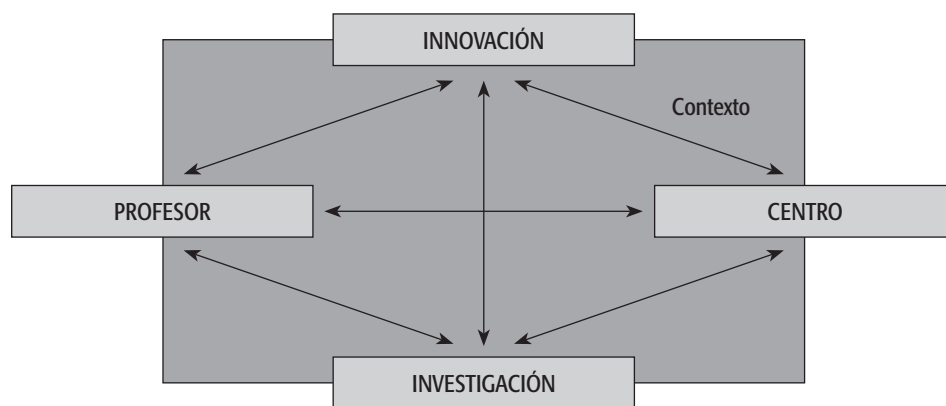 INNOVACIÓN
Contexto
PROFESOR
CENTRO
INVESTIGACIÓN